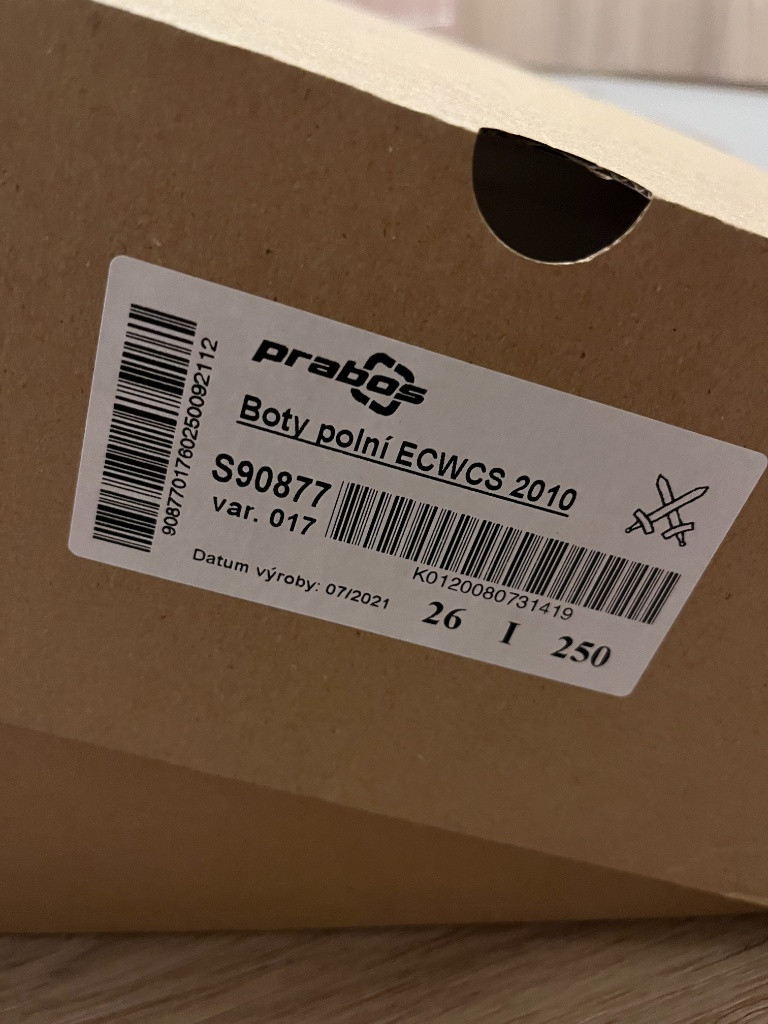 prabos
Boty polní ECWCS 2010
S90877
var. 017
K0120080731419
Datum výroby: 07/2021
26 I 250
9087701760250092112